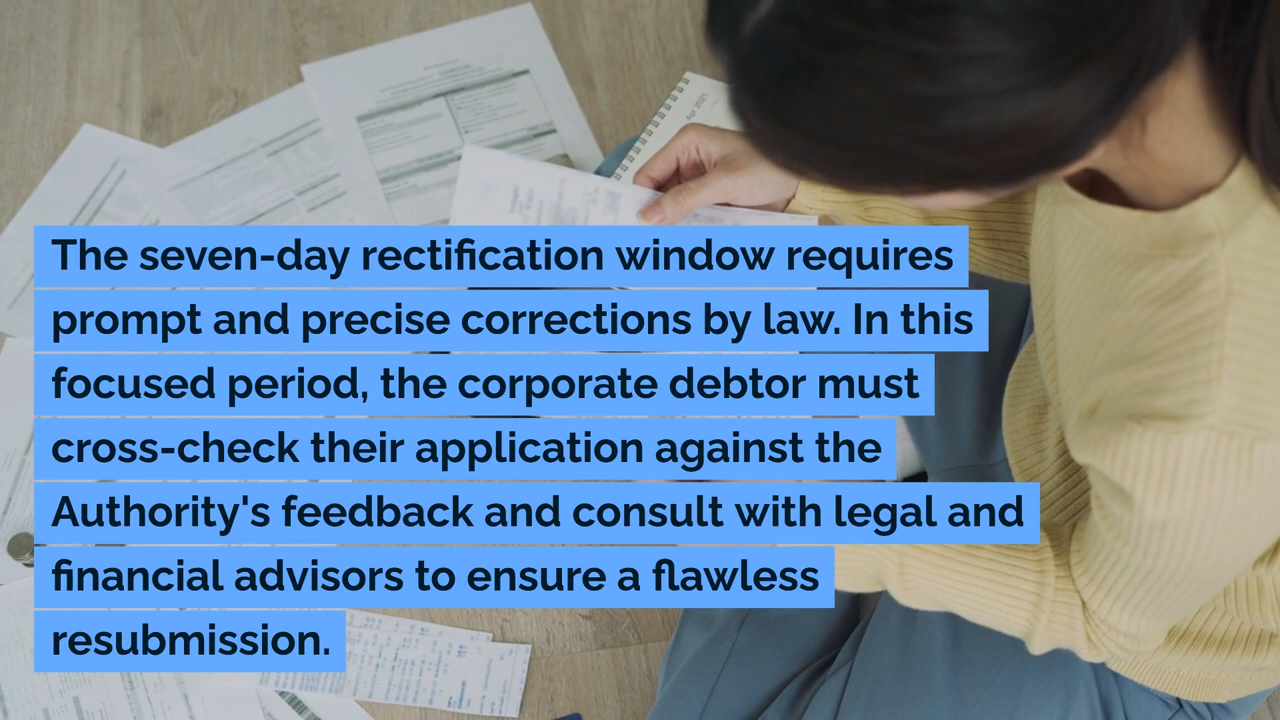 Apr 2021
The seven-day rectification window requires
prompt and precise corrections by law. In this
focused period, the corporate debtor must
cross-check their application against the
Authority's feedback and consult with legal and
financial advisors to ensure a flawless
resubmission.